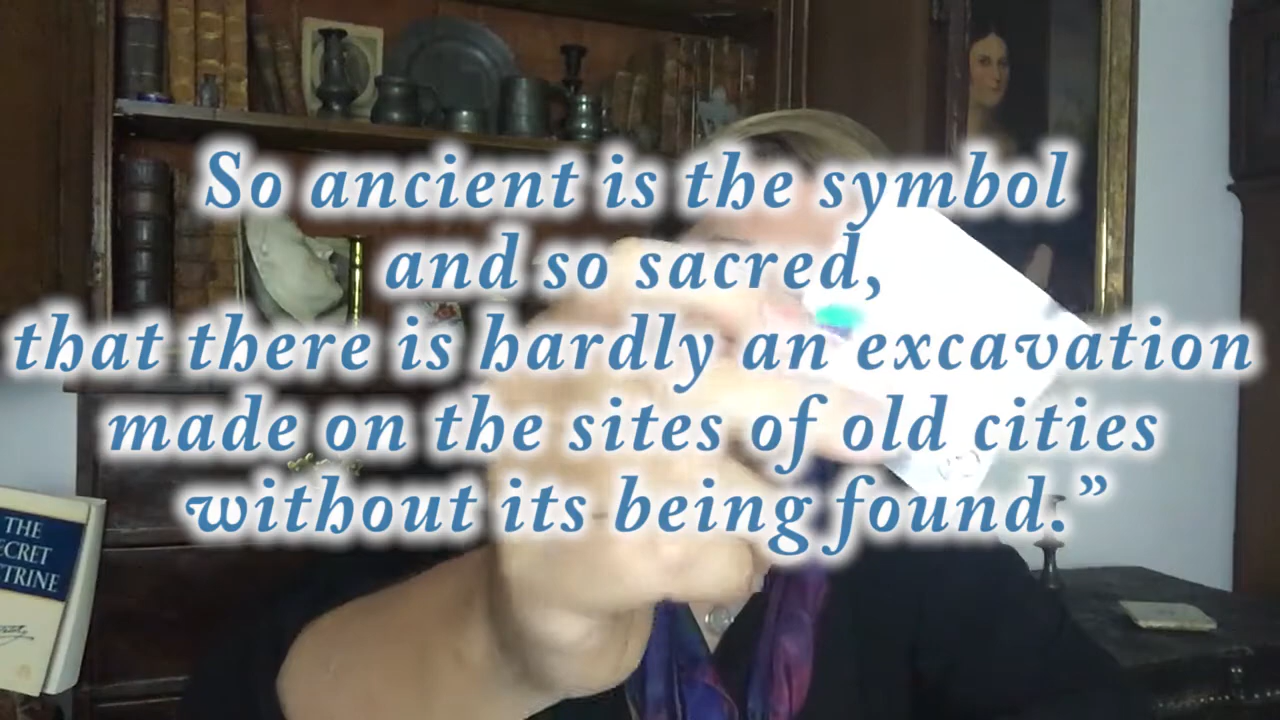 So ancient is the symbol
and so sacred,
that there is hardly an excavation
made on the sites of old cities
without its being found.”
THE
ECRET
TRINE